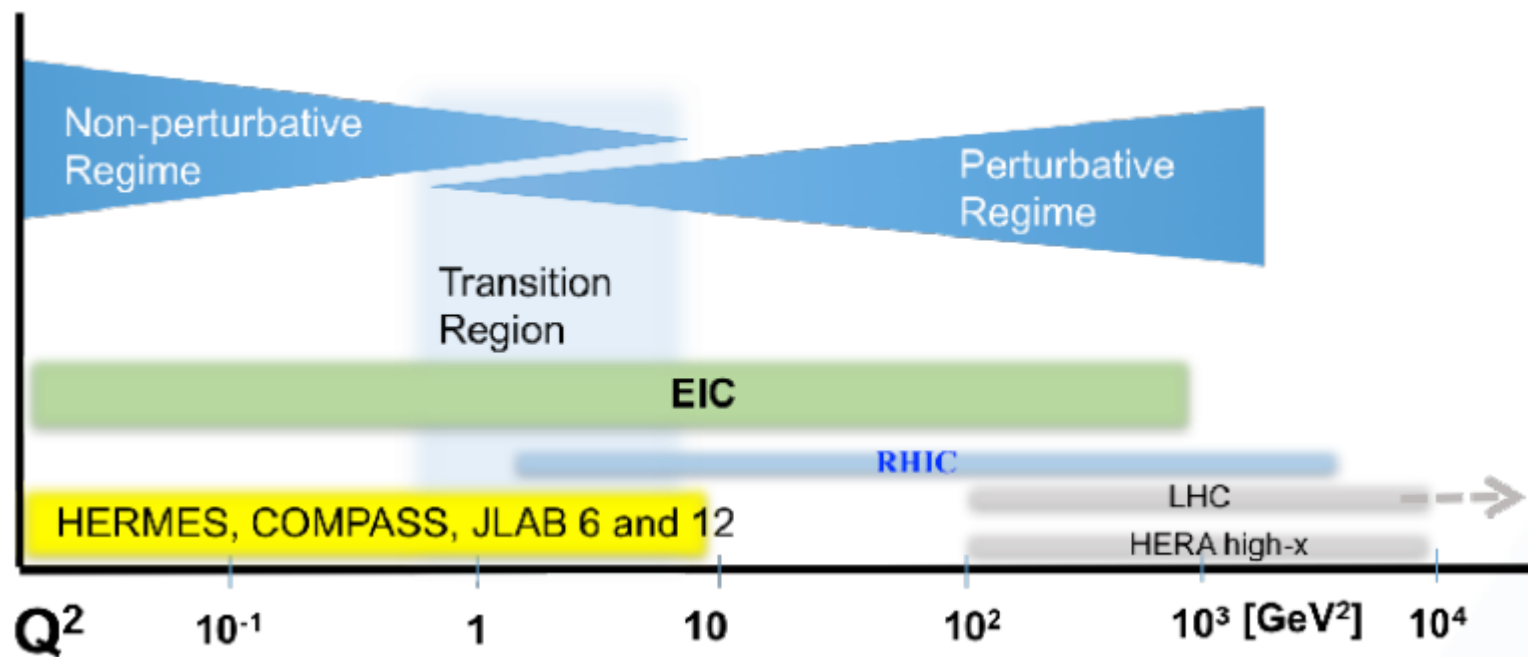 Non-perturbative
Regime
Perturbative
Regime
Transition
Region
EIC
RHIC
LHC
HERMES, COMPASS, JLAB 6 and 12
HERA high-x
Q² 10⁻¹ 1 10 10² 10³ [GeV²] 10⁴